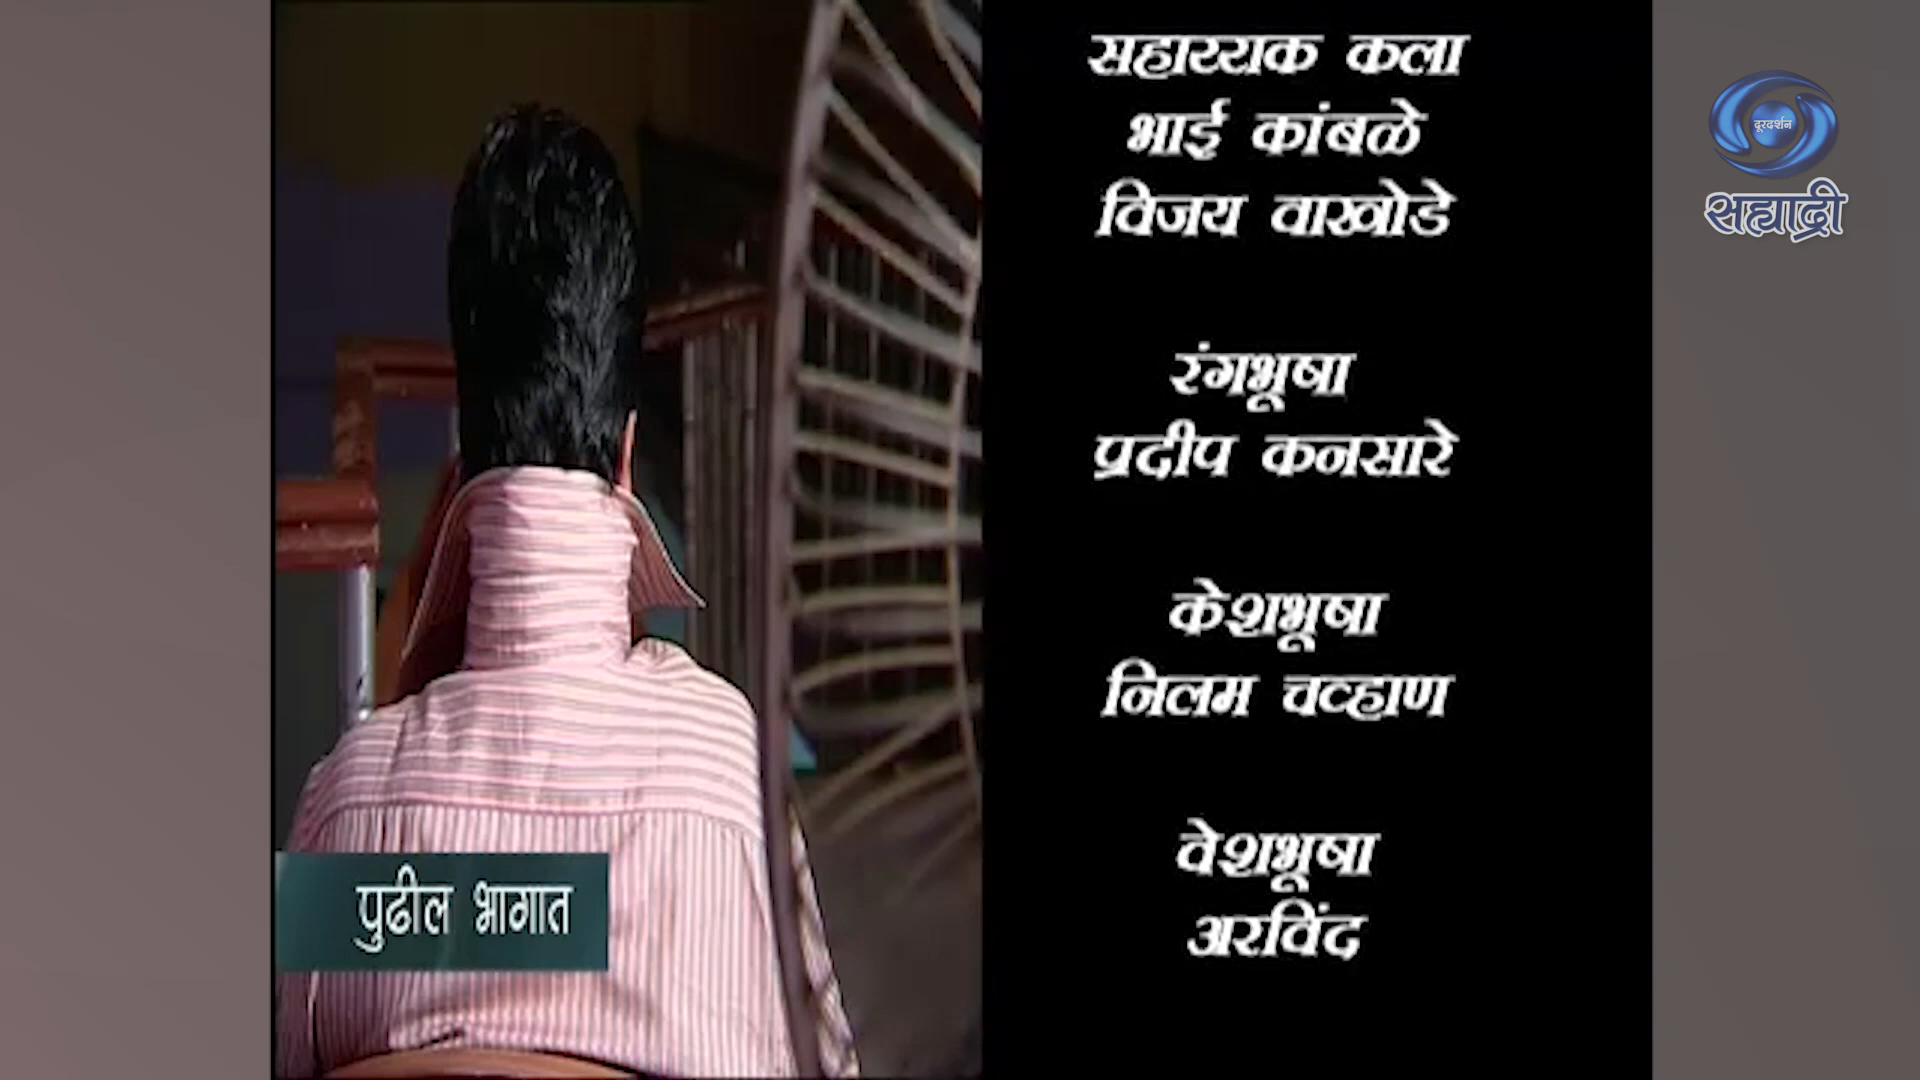 सहाय्यक कला
भाई कांबळे
विजय वाखोडे
रंगभूषा
प्रदीप कनसारे
केशभूषा
निलम चव्हाण
वेशभूषा
अरविंद
पुढील भागात
दूरदर्शन
सह्याद्री